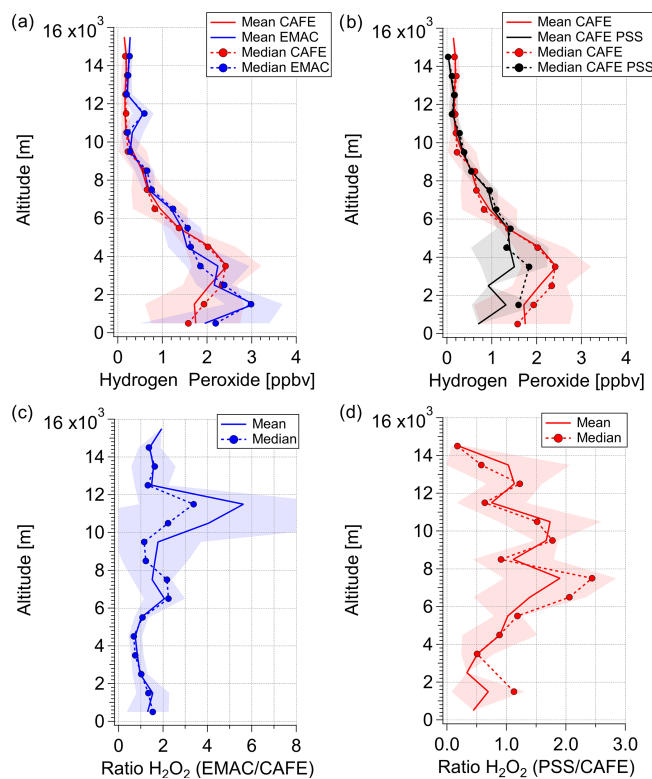 (a)
16 x10³
Mean CAFE
Mean EMAC
Median CAFE
Median EMAC
14
12
10
8
6
4
2
0
Altitude [m]
0 1 2 3 4
Hydrogen Peroxide [ppbv]
(b)
16 x10³
Mean CAFE
Mean CAFE PSS
Median CAFE
Median CAFE PSS
14
12
10
8
6
4
2
0
Altitude [m]
0 1 2 3 4
Hydrogen Peroxide [ppbv]
(c)
16 x10³
Mean
Median
14
12
10
8
6
4
2
0
Altitude [m]
0 2 4 6 8
Ratio H₂O₂ (EMAC/CAFE)
(d)
16 x10³
Mean
Median
14
12
10
8
6
4
2
0
Altitude [m]
0.0 1.0 2.0 3.0
Ratio H₂O₂ (PSS/CAFE)